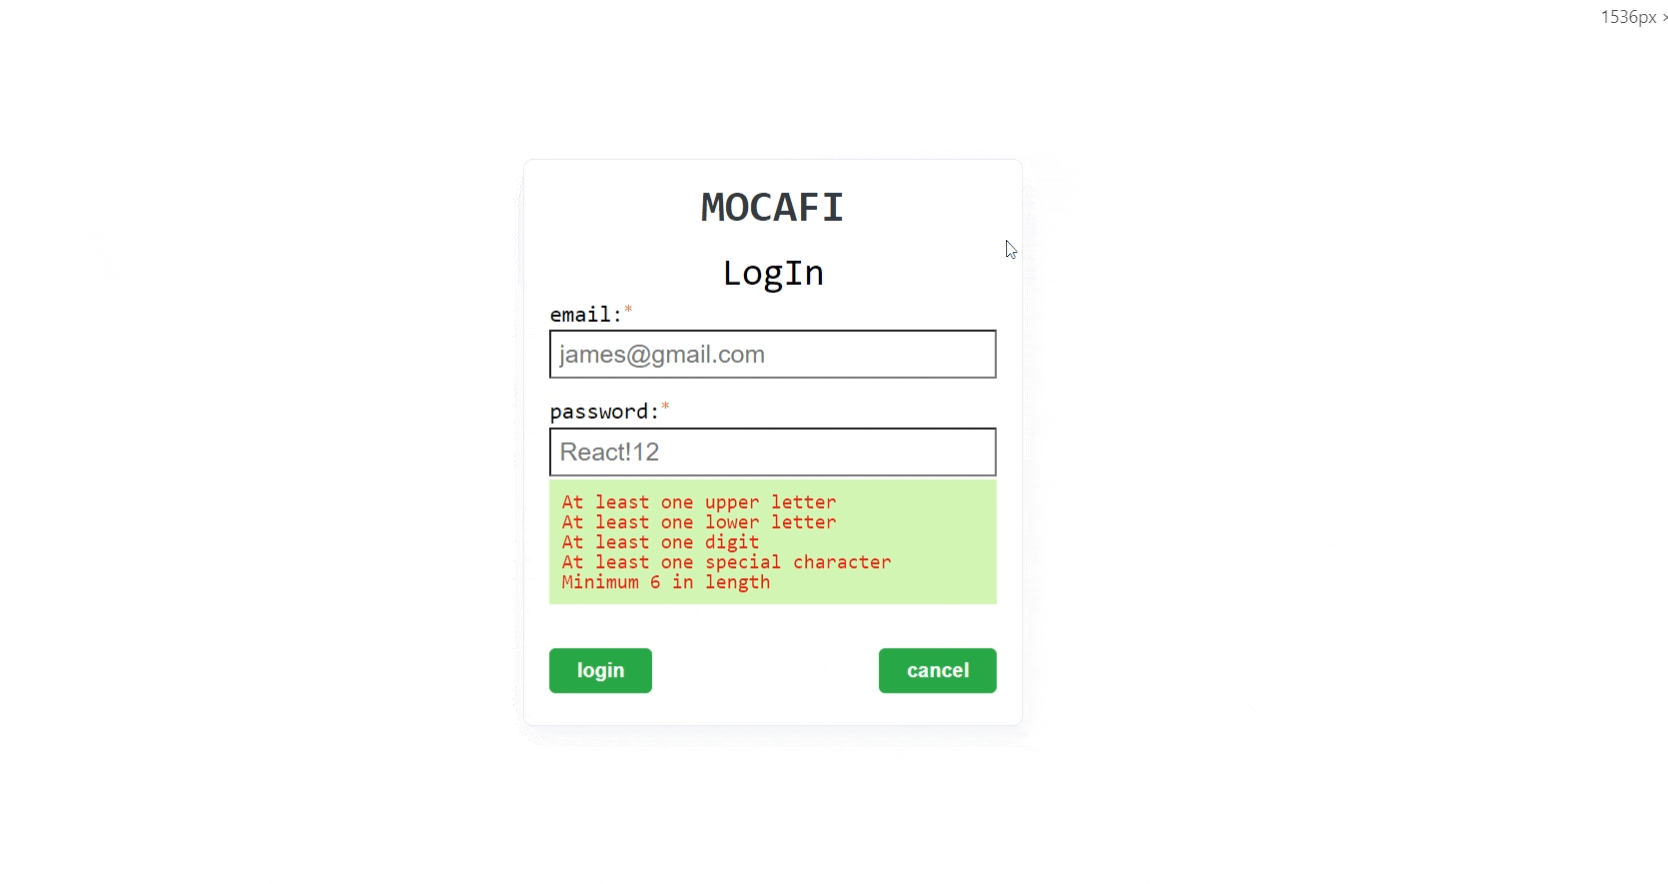 1536px ›
MOCAFI
LogIn
email:*
james@gmail.com
password:*
React!12
At least one upper letter
At least one lower letter
At least one digit
At least one special character
Minimum 6 in length
login cancel